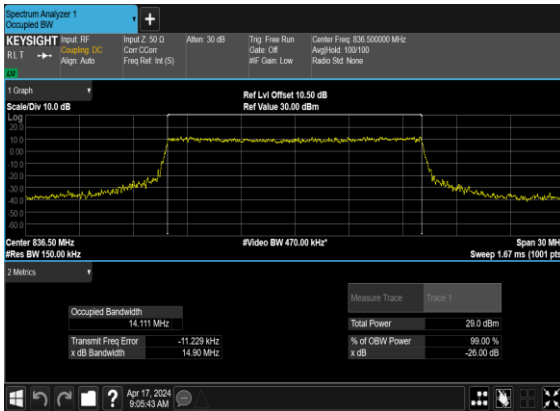 Spectrum Analyzer 1
Occupied BW
+
KEYSIGHT Input: RF Input Z: 50 Ω Atten: 30 dB Trig: Free Run Center Freq: 836.500000 MHz
RLT Coupling: DC Corr CCorr Gate: Off Avg|Hold: 100/100
Align: Auto Freq Ref: Int (S) #IF Gain: Low Radio Std: None
1 Graph
Ref Lvl Offset 10.50 dB
Scale/Div 10.0 dB Ref Value 30.00 dBm
Log
20.0
10.0
0.00
-10.0
-20.0
-30.0
-40.0
-50.0
-60.0
Center 836.50 MHz #Video BW 470.00 kHz* Span 30 MH
#Res BW 150.00 kHz Sweep 1.67 ms (1001 pts
2 Metrics
Measure Trace Trace 1
Occupied Bandwidth
14.111 MHz Total Power 29.0 dBm
Transmit Freq Error -11.229 kHz % of OBW Power 99.00 %
x dB Bandwidth 14.90 MHz x dB -26.00 dB
? Apr 17, 2024
9:05:43 AM